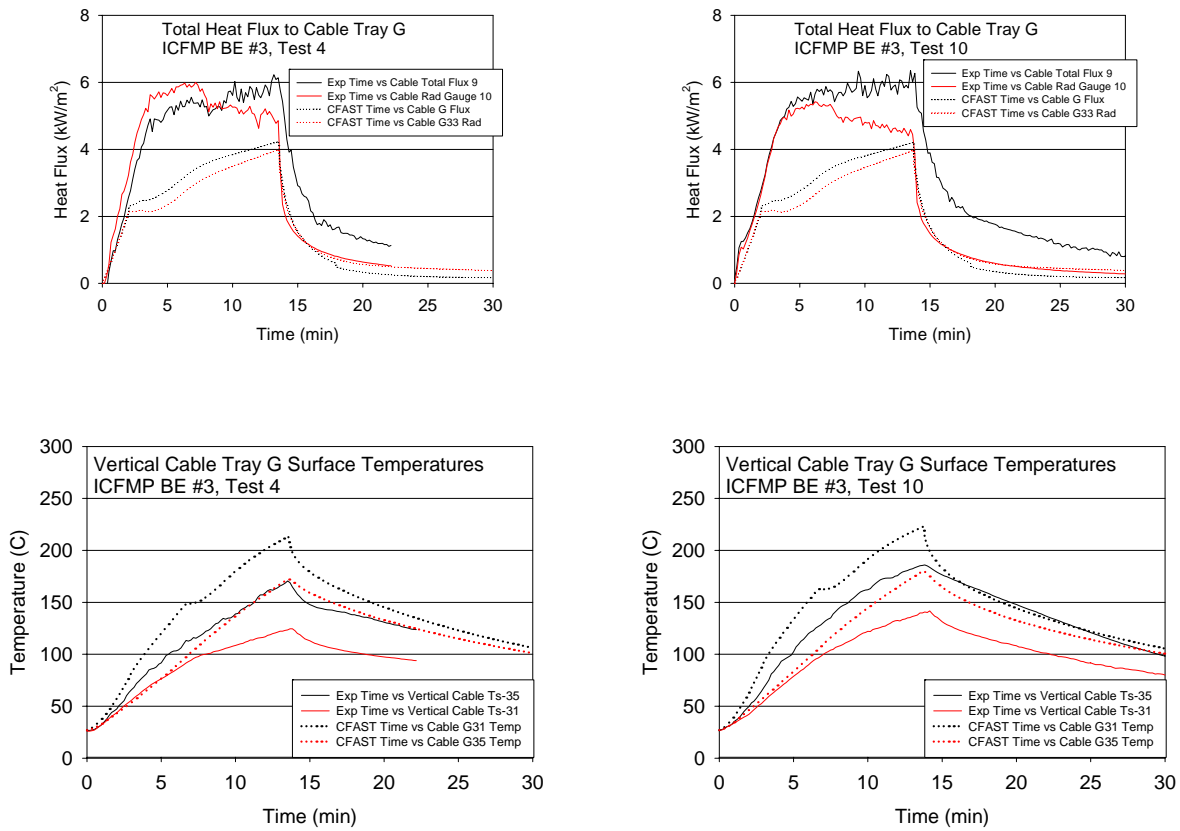 Total Heat Flux to Cable Tray G
ICFMP BE #3, Test 4
Exp Time vs Cable Total Flux 9
Exp Time vs Cable Rad Gauge 10
CFAST Time vs Cable G Flux
CFAST Time vs Cable G33 Rad
Heat Flux (kW/m²)
8
6
4
2
0
0 5 10 15 20 25 30
Time (min)
Total Heat Flux to Cable Tray G
ICFMP BE #3, Test 10
Exp Time vs Cable Total Flux 9
Exp Time vs Cable Rad Gauge 10
CFAST Time vs Cable G Flux
CFAST Time vs Cable G33 Rad
Heat Flux (kW/m²)
8
6
4
2
0
0 5 10 15 20 25 30
Time (min)
Vertical Cable Tray G Surface Temperatures
ICFMP BE #3, Test 4
Temperature (C)
300
250
200
150
100
50
0
Exp Time vs Vertical Cable Ts-35
Exp Time vs Vertical Cable Ts-31
CFAST Time vs Cable G31 Temp
CFAST Time vs Cable G35 Temp
0 5 10 15 20 25 30
Time (min)
Vertical Cable Tray G Surface Temperatures
ICFMP BE #3, Test 10
Temperature (C)
300
250
200
150
100
50
0
Exp Time vs Vertical Cable Ts-35
Exp Time vs Vertical Cable Ts-31
CFAST Time vs Cable G31 Temp
CFAST Time vs Cable G35 Temp
0 5 10 15 20 25 30
Time (min)